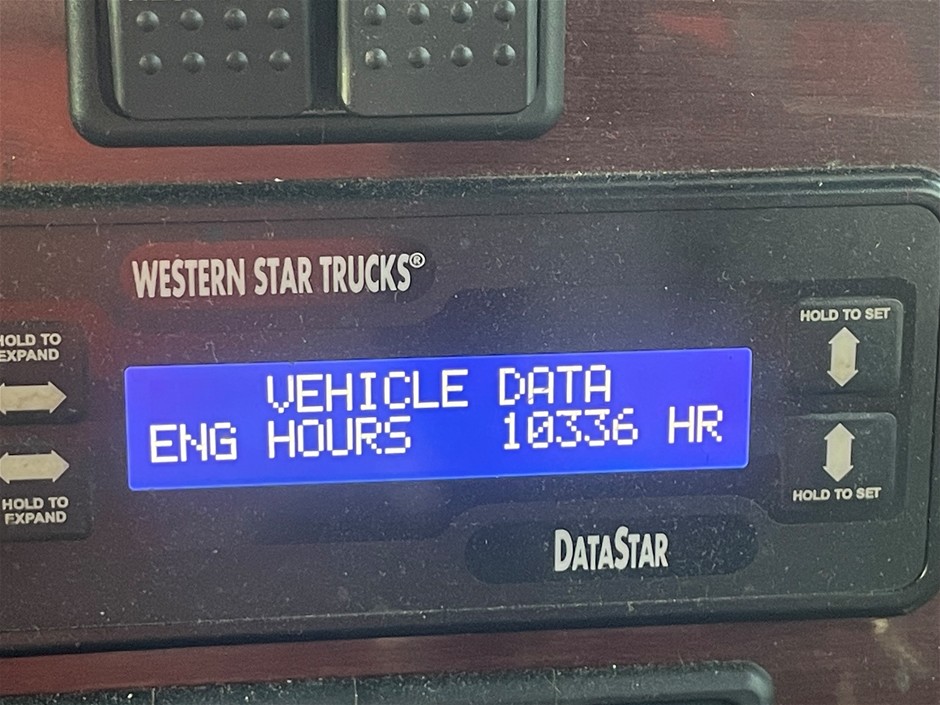 WESTERN STAR TRUCKS®
HOLD TO
EXPAND
HOLD TO SET
VEHICLE DATA
ENG HOURS 10336 HR
HOLD TO
EXPAND
HOLD TO SET
DATASTAR